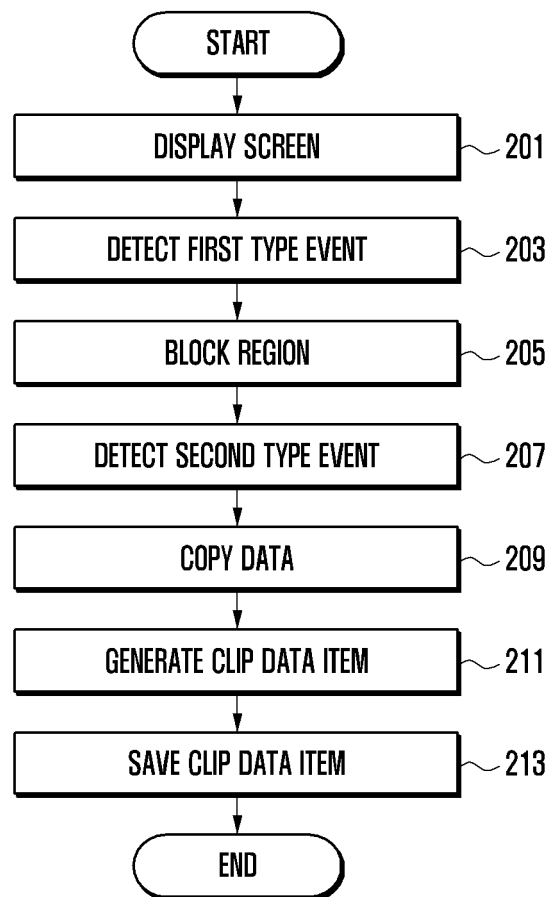 START
DISPLAY SCREEN 201
DETECT FIRST TYPE EVENT 203
BLOCK REGION 205
DETECT SECOND TYPE EVENT 207
COPY DATA 209
GENERATE CLIP DATA ITEM 211
SAVE CLIP DATA ITEM 213
END